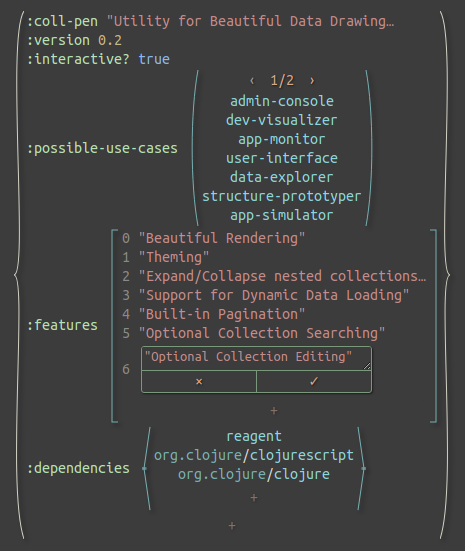 :coll-pen "Utility for Beautiful Data Drawing…
:version 0.2
:interactive? true
‹ 1/2 ›
admin-console
dev-visualizer
app-monitor
:possible-use-cases
user-interface
data-explorer
structure-prototyper
app-simulator
0 "Beautiful Rendering"
1 "Theming"
2 "Expand/Collapse nested collections…
3 "Support for Dynamic Data Loading"
:features
4 "Built-in Pagination"
5 "Optional Collection Searching"
6 "Optional Collection Editing"
× ✓
+
reagent
:dependencies
org.clojure/clojurescript
org.clojure/clojure
+
+